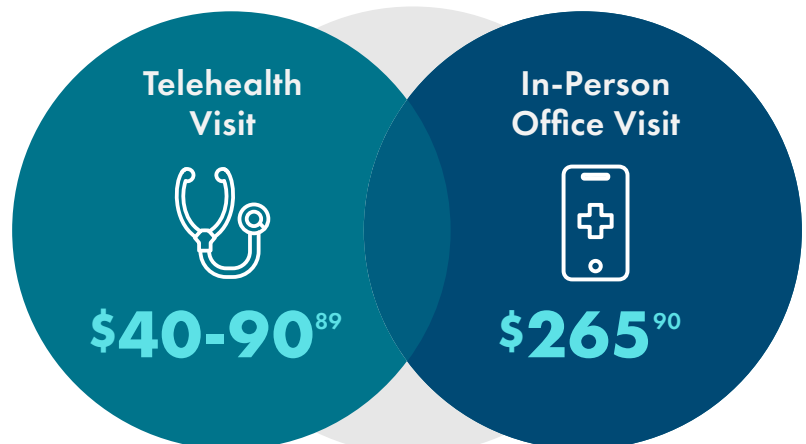 Telehealth
Visit
$40-90⁸⁹
In-Person
Office Visit
$265⁹⁰